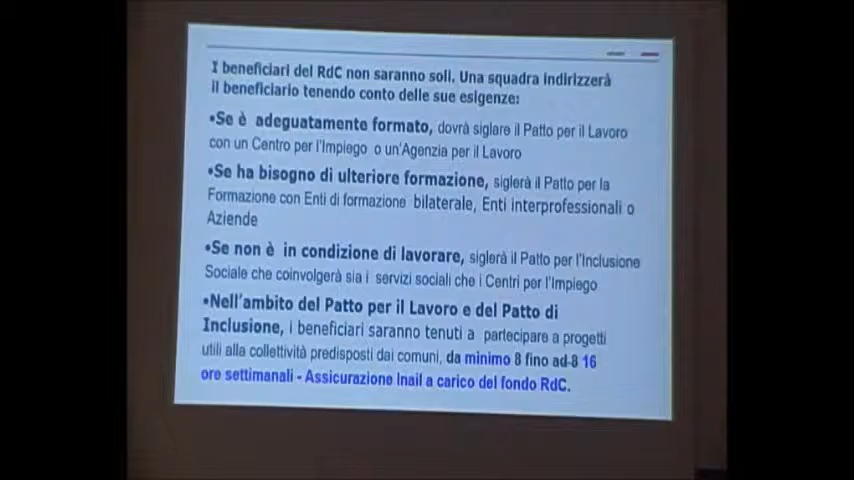 I beneficiari del RdC non saranno soli. Una squadra indirizzerà
il beneficiario tenendo conto delle sue esigenze:
•Se è adeguatamente formato, dovrà siglare il Patto per il Lavoro
con un Centro per l'Impiego o un'Agenzia per il Lavoro
•Se ha bisogno di ulteriore formazione, siglerà il Patto per la
Formazione con Enti di formazione bilaterale, Enti interprofessionali o
Aziende
•Se non è in condizione di lavorare, siglerà il Patto per l'Inclusione
Sociale che coinvolgerà sia i servizi sociali che i Centri per l'Impiego
•Nell'ambito del Patto per il Lavoro e del Patto di
Inclusione, i beneficiari saranno tenuti a partecipare a progetti
utili alla collettività predisposti dai comuni, da minimo 8 fino ad 8 16
ore settimanali - Assicurazione Inail a carico del fondo RdC.